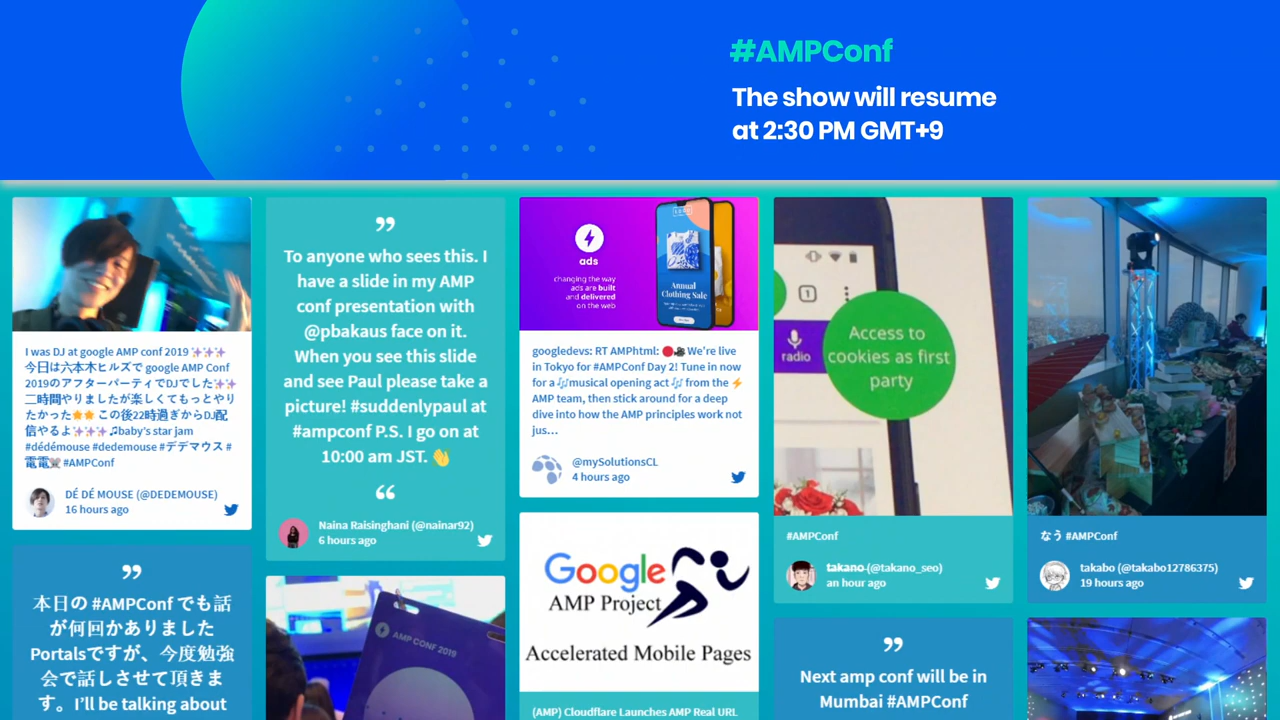 #AMPConf
The show will resume
at 2:30 PM GMT+9
I was DJ at google AMP conf 2019 ✨✨✨
今日は六本木ヒルズで google AMP Conf
2019のアフターパーティでDJでした✨✨
二時間やりましたが楽しくてもっとやり
たかった🌟🌟 この後22時過ぎからDJ配
信やるよ✨✨✨🎵baby's star jam
#dédémouse #dedemouse #デデマウス #
電電🐭 #AMPConf
DÉ DÉ MOUSE (@DEDEMOUSE)
16 hours ago
本日の #AMPConf でも話
が何回かありました
Portalsですが、今度勉強
会で話しさせて頂きま
す。I'll be talking about
”
To anyone who sees this. I
have a slide in my AMP
conf presentation with
@pbakaus face on it.
When you see this slide
and see Paul please take a
picture! #suddenlypaul at
#ampconf P.S. I go on at
10:00 am JST. 👏
“
Naina Raisinghani (@nainar92)
6 hours ago
AMP CONF 2019
ads
changing the way
ads are built
and delivered
on the web
Annual
Clothing Sale
googledevs: RT AMPhtml: 🔴🎥 We're live
in Tokyo for #AMPConf Day 2! Tune in now
for a 🎶musical opening act 🎶 from the ⚡
AMP team, then stick around for a deep
dive into how the AMP principles work not
jus…
@mySolutionsCL
4 hours ago
Google
AMP Project
Accelerated Mobile Pages
(AMP) Cloudflare Launches AMP Real URL
1
radio
Access to
cookies as first
party
#AMPConf
takano (@takano_seo)
an hour ago
”
Next amp conf will be in
Mumbai #AMPConf
なう #AMPConf
takabo (@takabo12786375)
19 hours ago